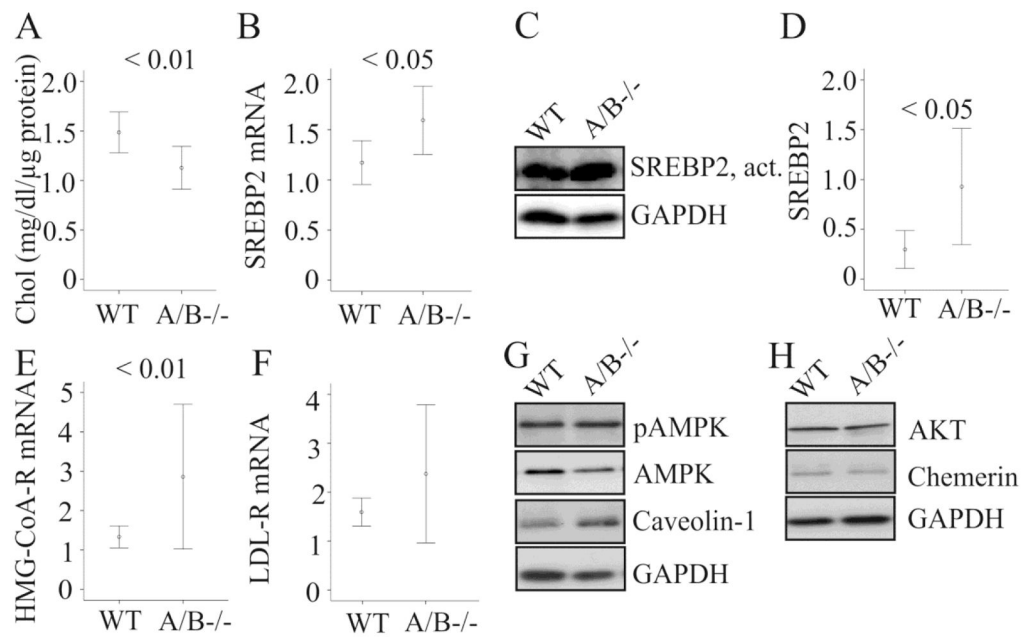 A
< 0.01
Chol (mg/dl/µg protein)
2.0
1.5
1.0
0.5
0
WT A/B-/-
B
< 0.05
SREBP2 mRNA
2.0
1.5
1.0
0.5
0
WT A/B-/-
C
WT A/B-/-
SREBP2, act.
GAPDH
D
< 0.05
SREBP2
2.0
1.5
1.0
0.5
0
WT A/B-/-
E
< 0.01
HMG-CoA-R mRNA
5
4
3
2
1
0
WT A/B-/-
F
LDL-R mRNA
4
3
2
1
0
WT A/B-/-
G
WT A/B-/-
pAMPK
AMPK
Caveolin-1
GAPDH
H
WT A/B-/-
AKT
Chemerin
GAPDH